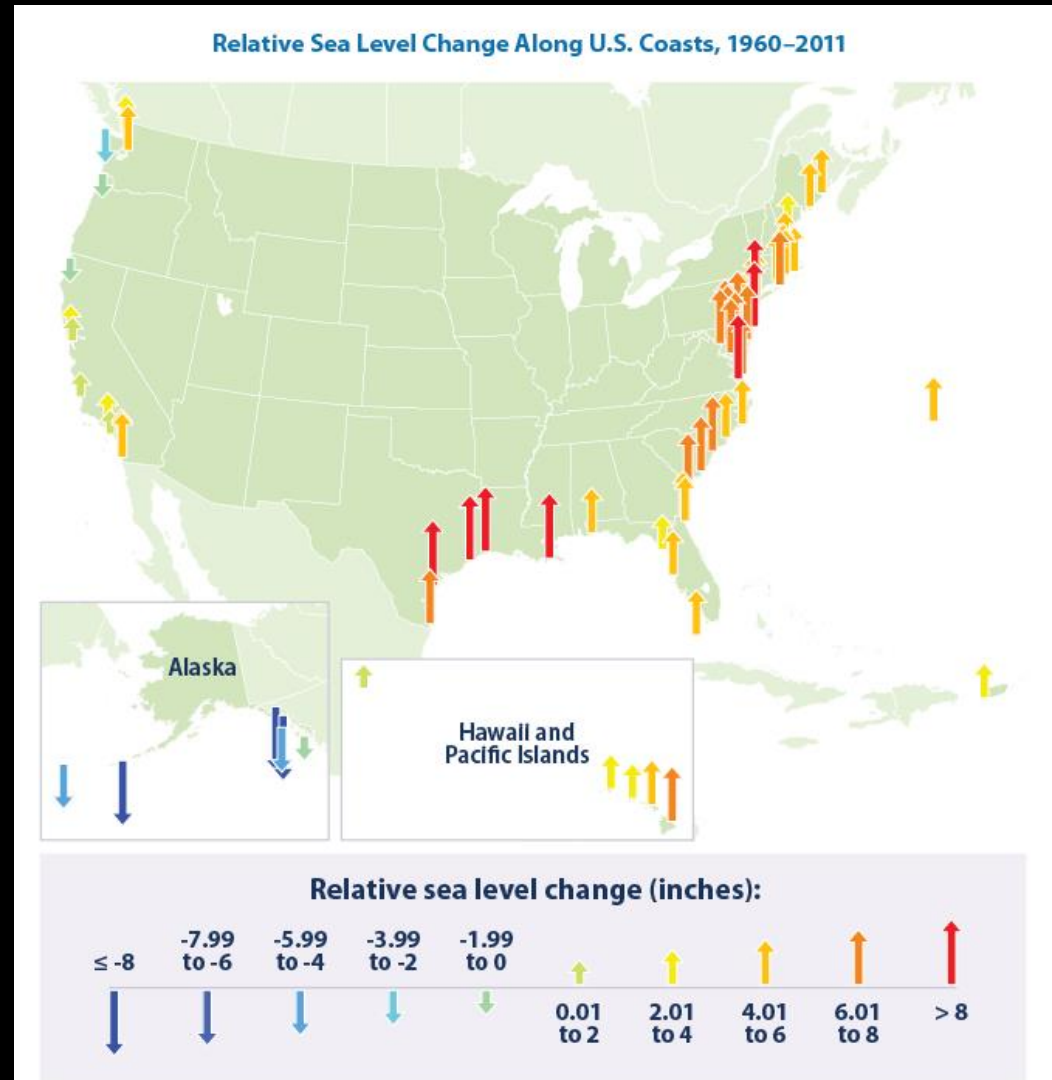 Relative Sea Level Change Along U.S. Coasts, 1960–2011
Alaska
Hawaii and
Pacific Islands
Relative sea level change (inches):
≤ -8
-7.99
to -6
-5.99
to -4
-3.99
to -2
-1.99
to 0
0.01
to 2
2.01
to 4
4.01
to 6
6.01
to 8
> 8